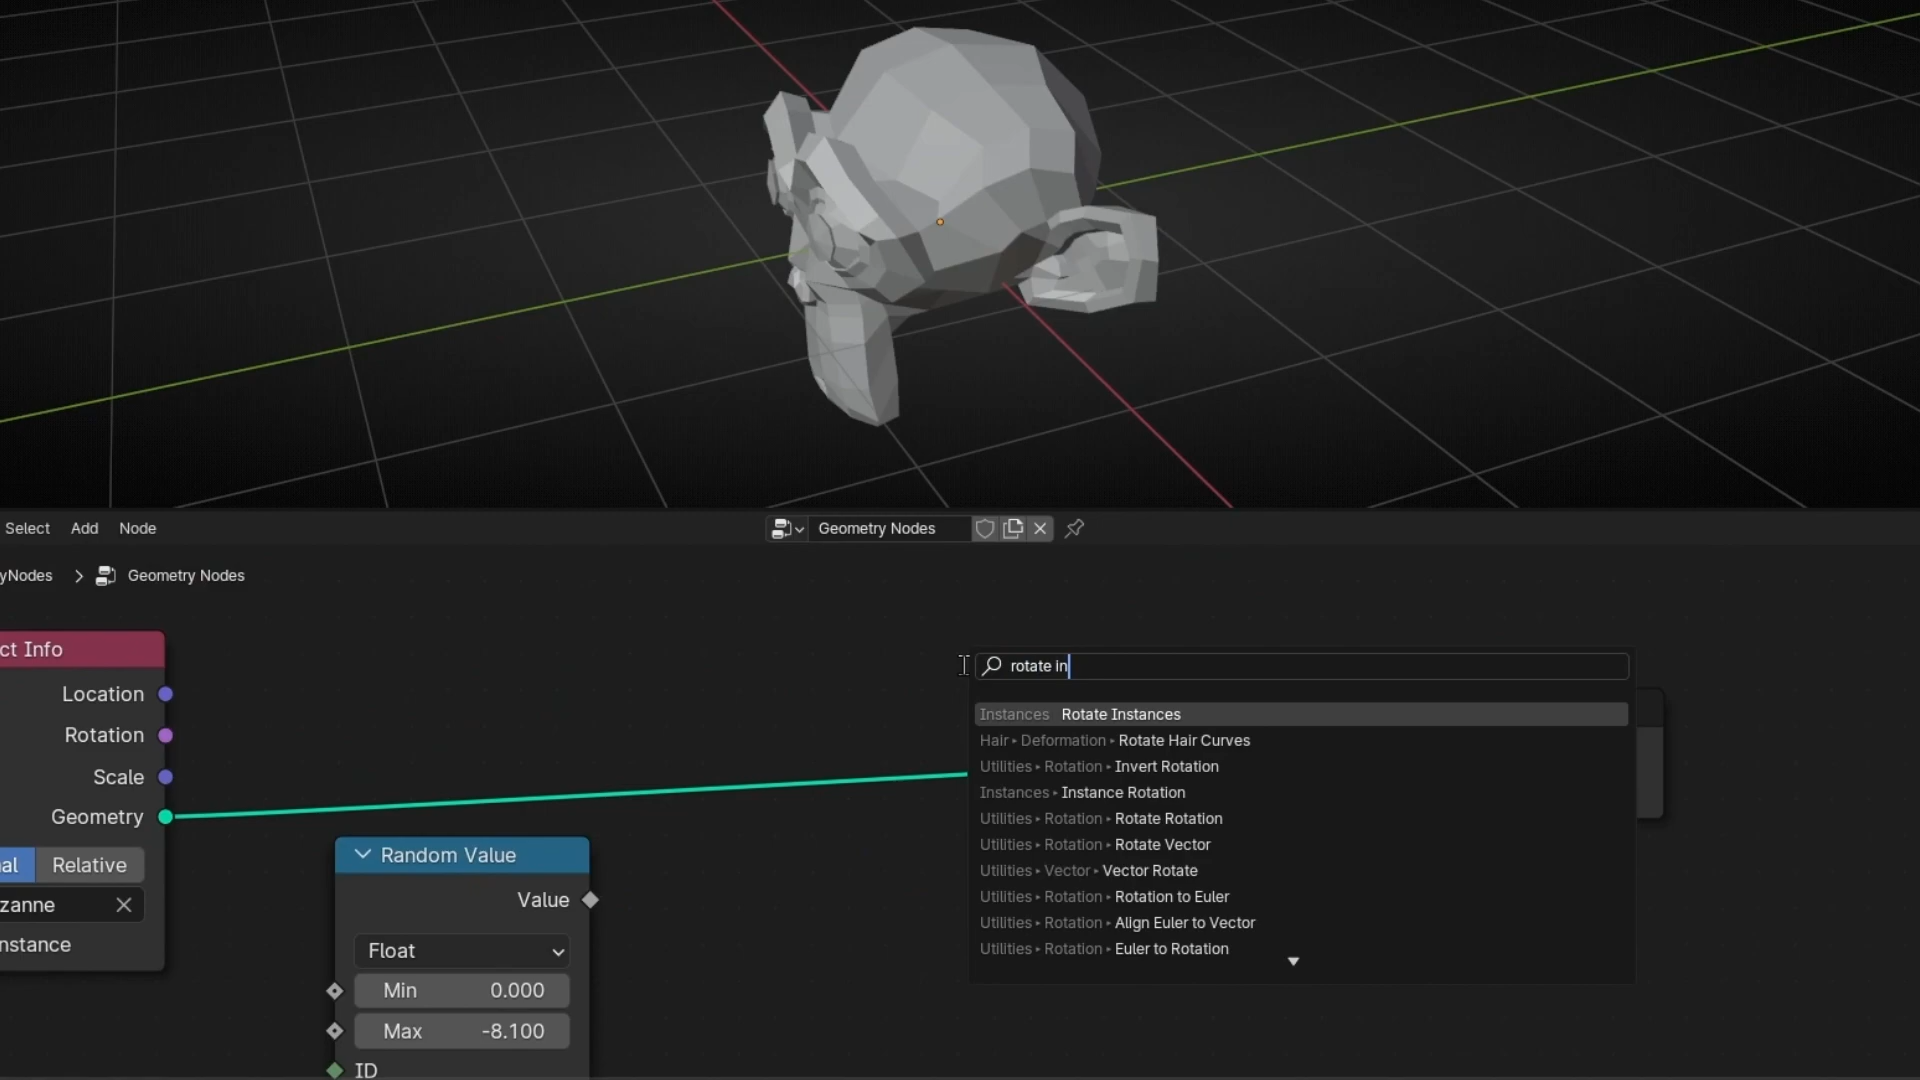 Select Add Node
Geometry Nodes
yNodes > Geometry Nodes
ct Info
Location
Rotation
Scale
Geometry
al Relative
zanne
nstance
Random Value
Value
Float
Min 0.000
Max -8.100
ID
rotate in
Instances Rotate Instances
Hair ▸ Deformation ▸ Rotate Hair Curves
Utilities ▸ Rotation ▸ Invert Rotation
Instances ▸ Instance Rotation
Utilities ▸ Rotation ▸ Rotate Rotation
Utilities ▸ Rotation ▸ Rotate Vector
Utilities ▸ Vector ▸ Vector Rotate
Utilities ▸ Rotation ▸ Rotation to Euler
Utilities ▸ Rotation ▸ Align Euler to Vector
Utilities ▸ Rotation ▸ Euler to Rotation